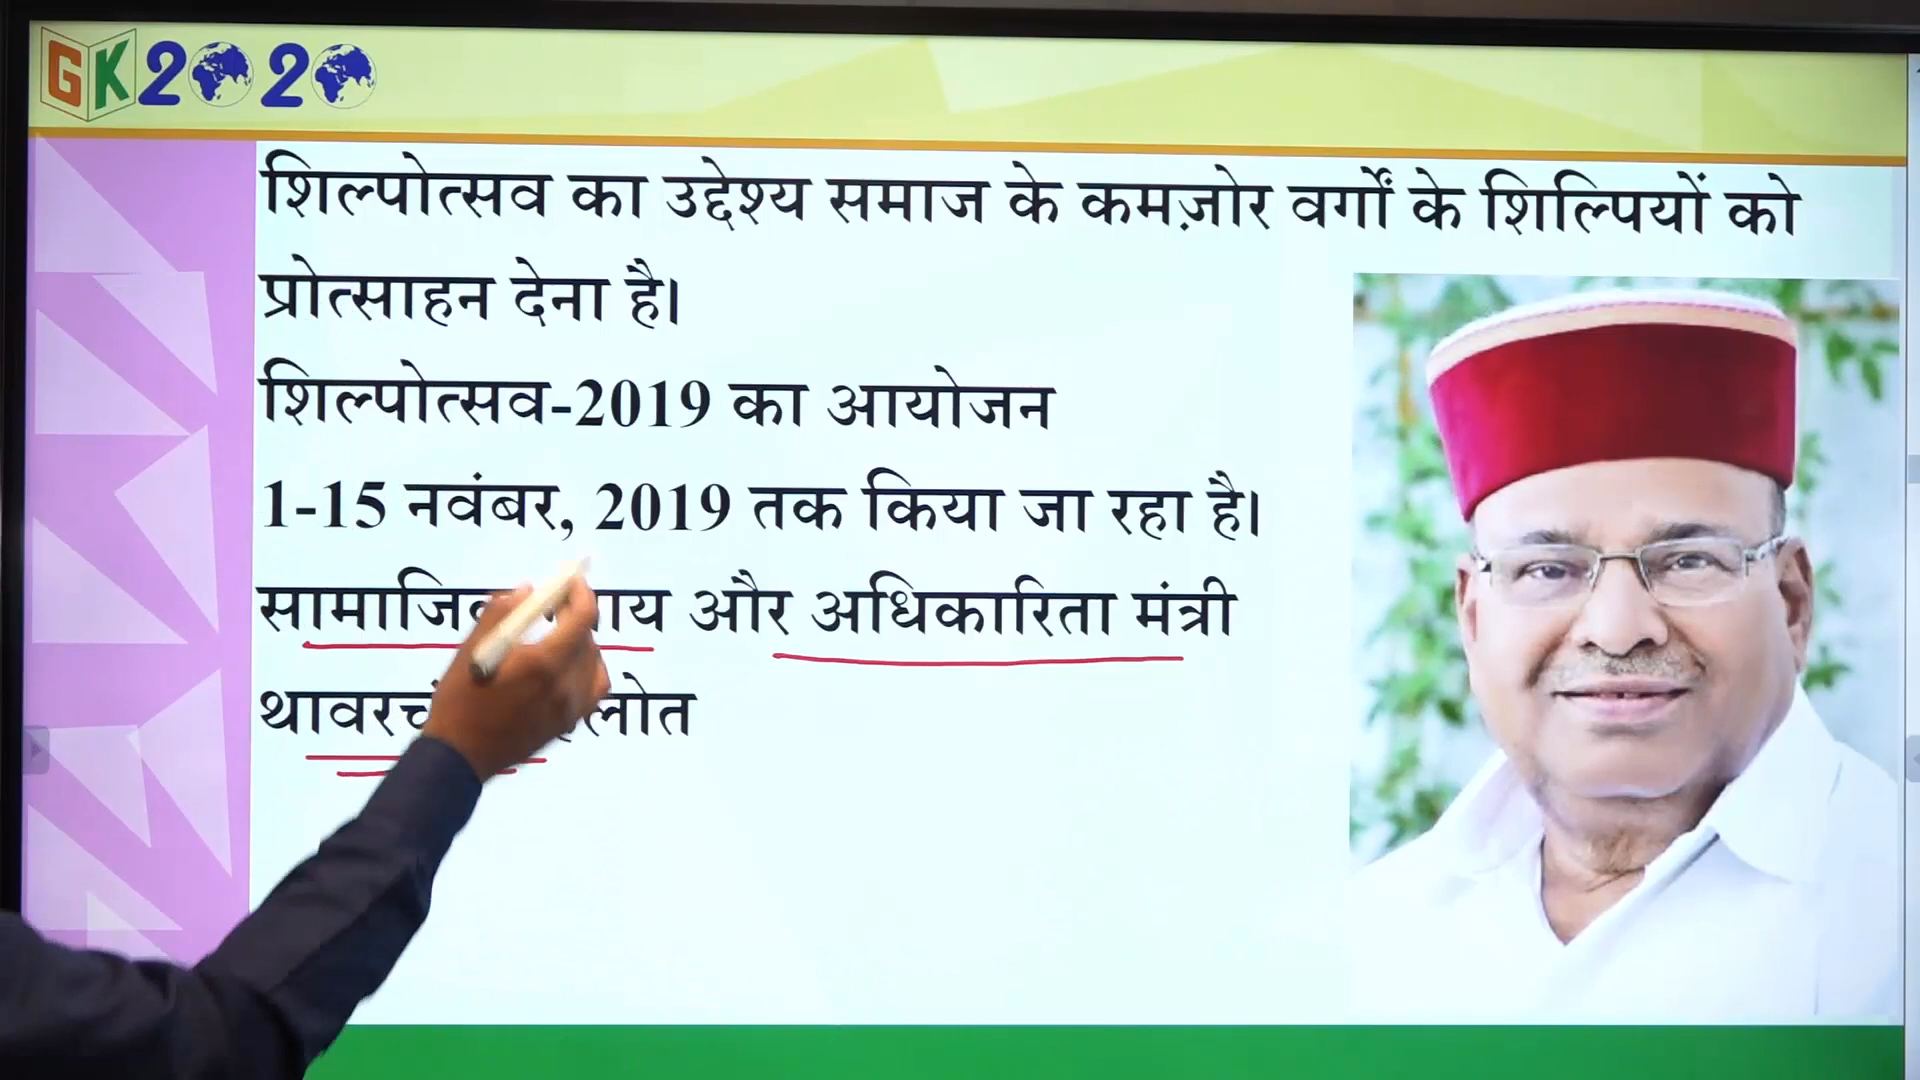 GK2020
शिल्पोत्सव का उद्देश्य समाज के कमज़ोर वर्गों के शिल्पियों को
प्रोत्साहन देना है।
शिल्पोत्सव-2019 का आयोजन
1-15 नवंबर, 2019 तक किया जा रहा है।
और अधिकारिता मंत्री